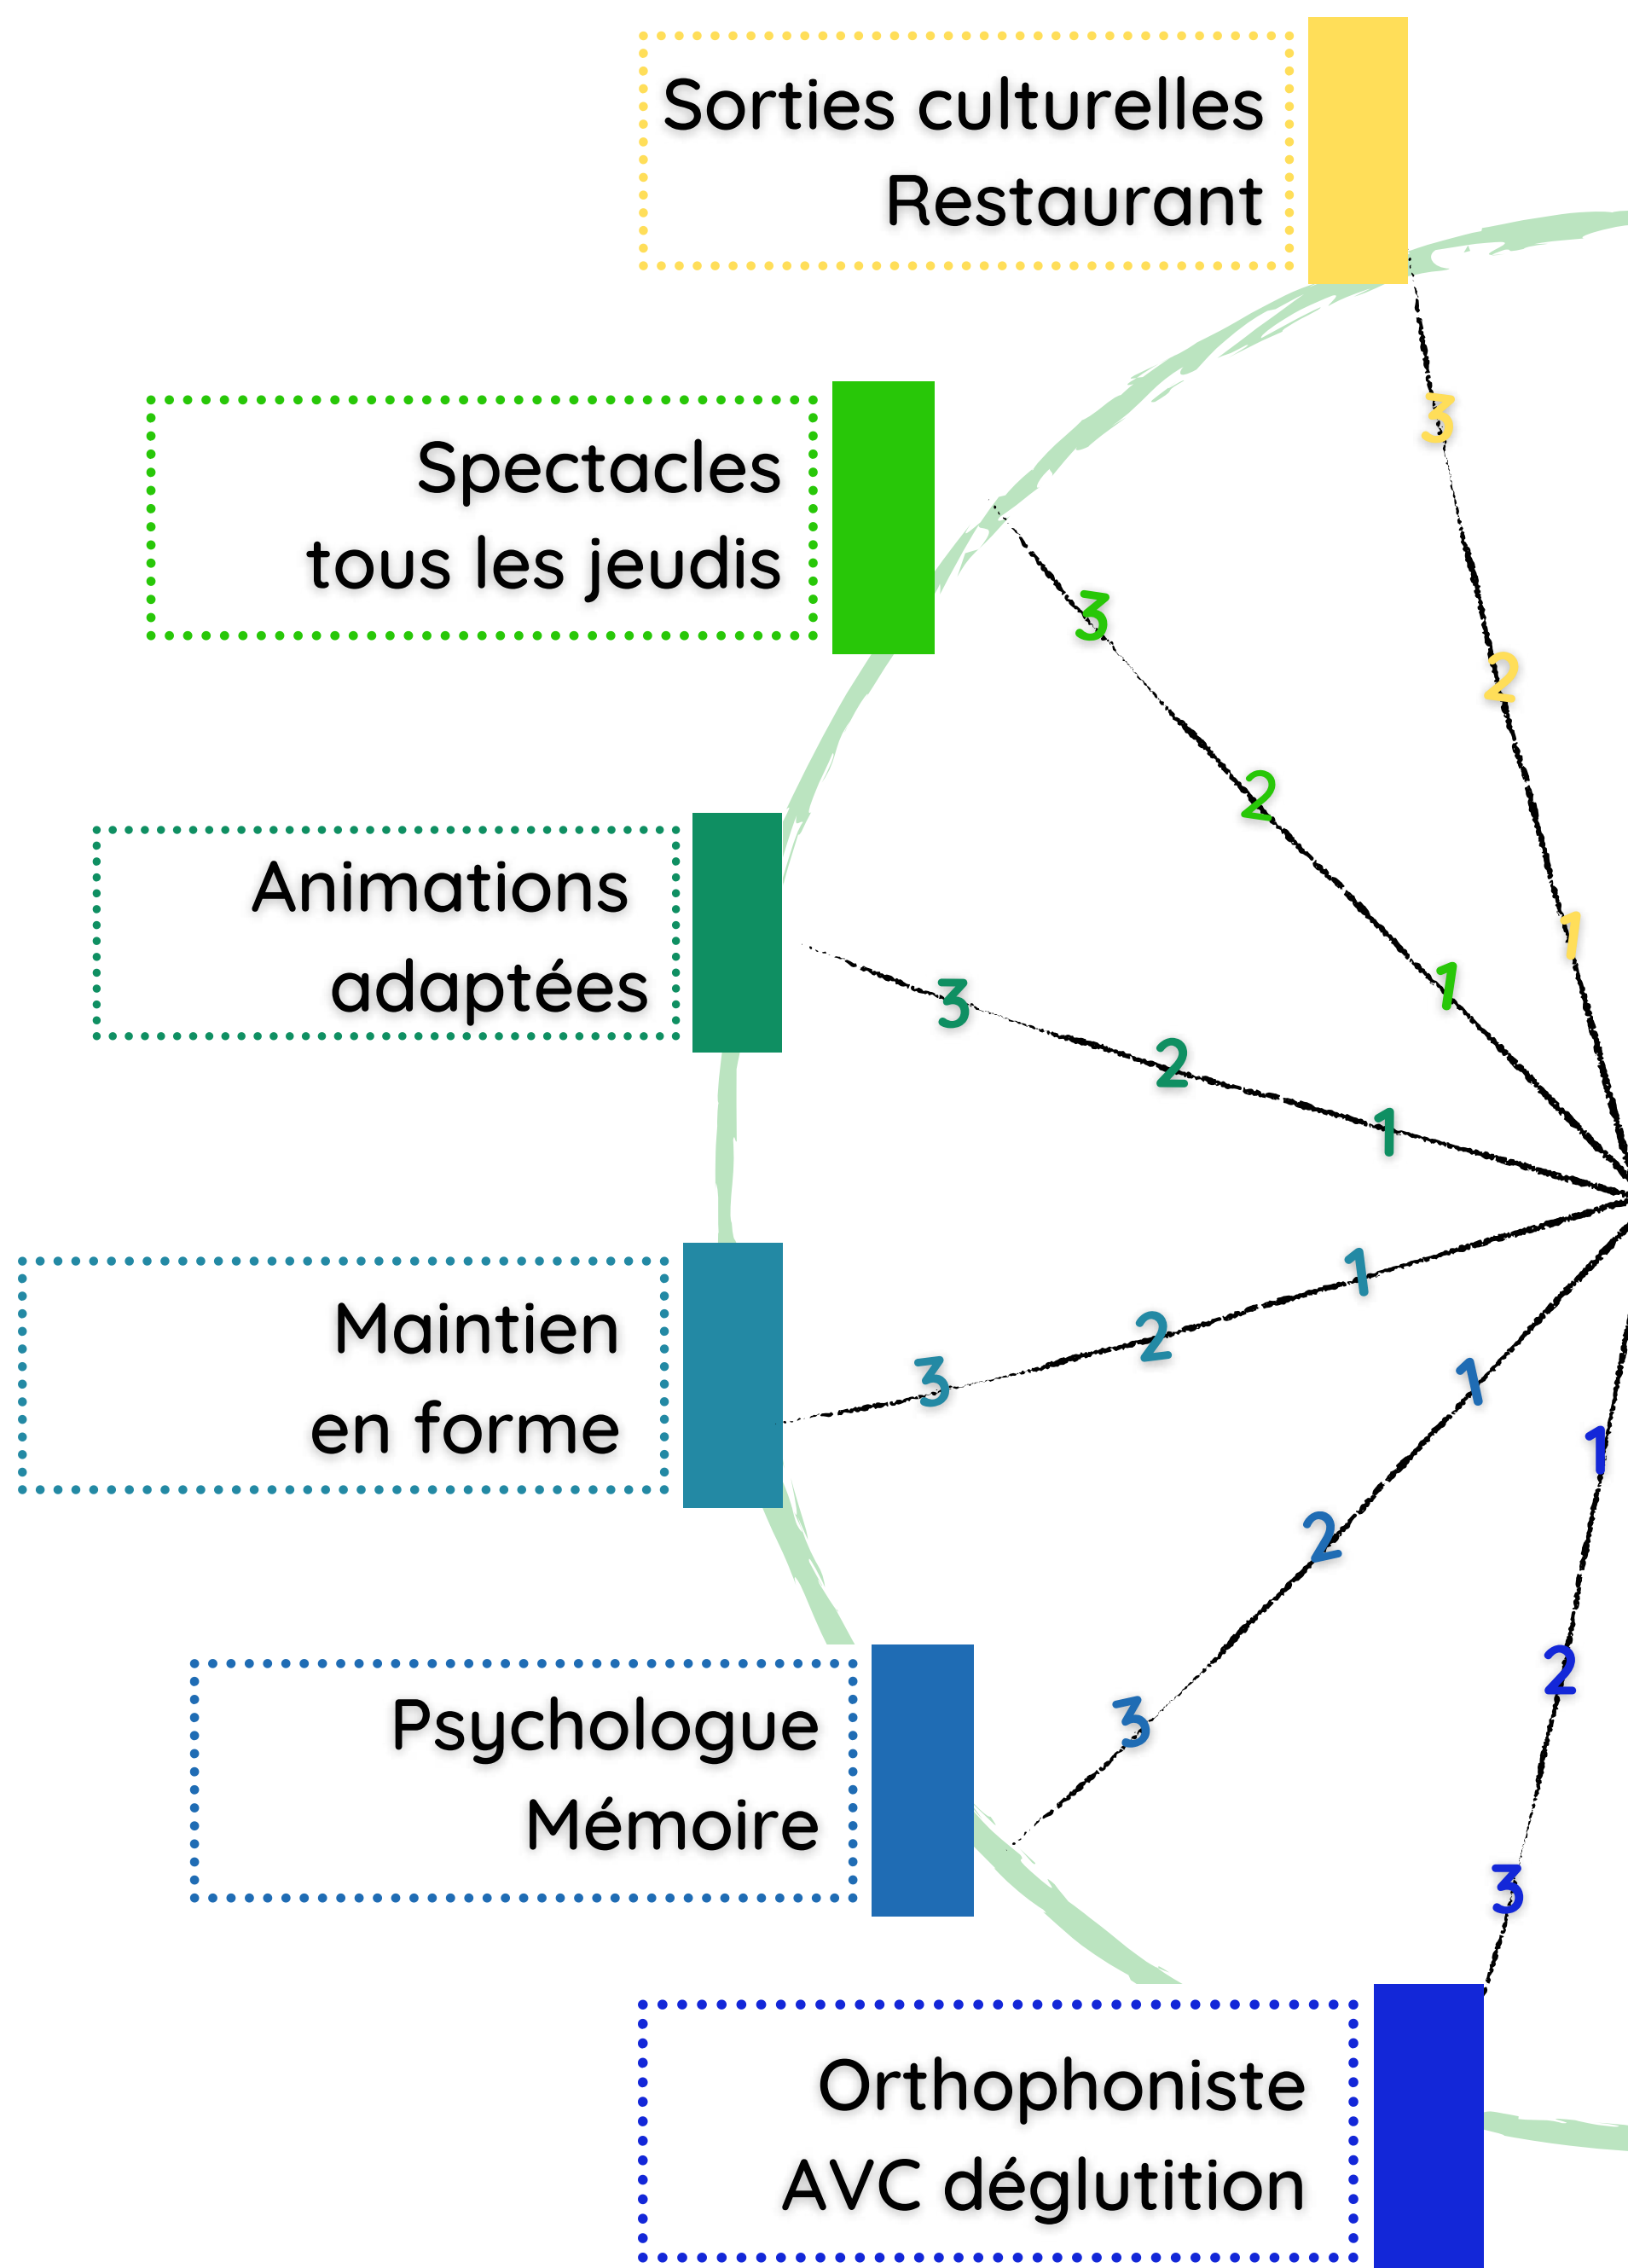 Sorties culturelles
Restaurant
3
2
1
Spectacles
tous les jeudis
3
2
1
Animations
adaptées
3
2
1
Maintien
en forme
3
2
1
Psychologue
Mémoire
3
2
1
Orthophoniste
AVC déglutition
3
2
1